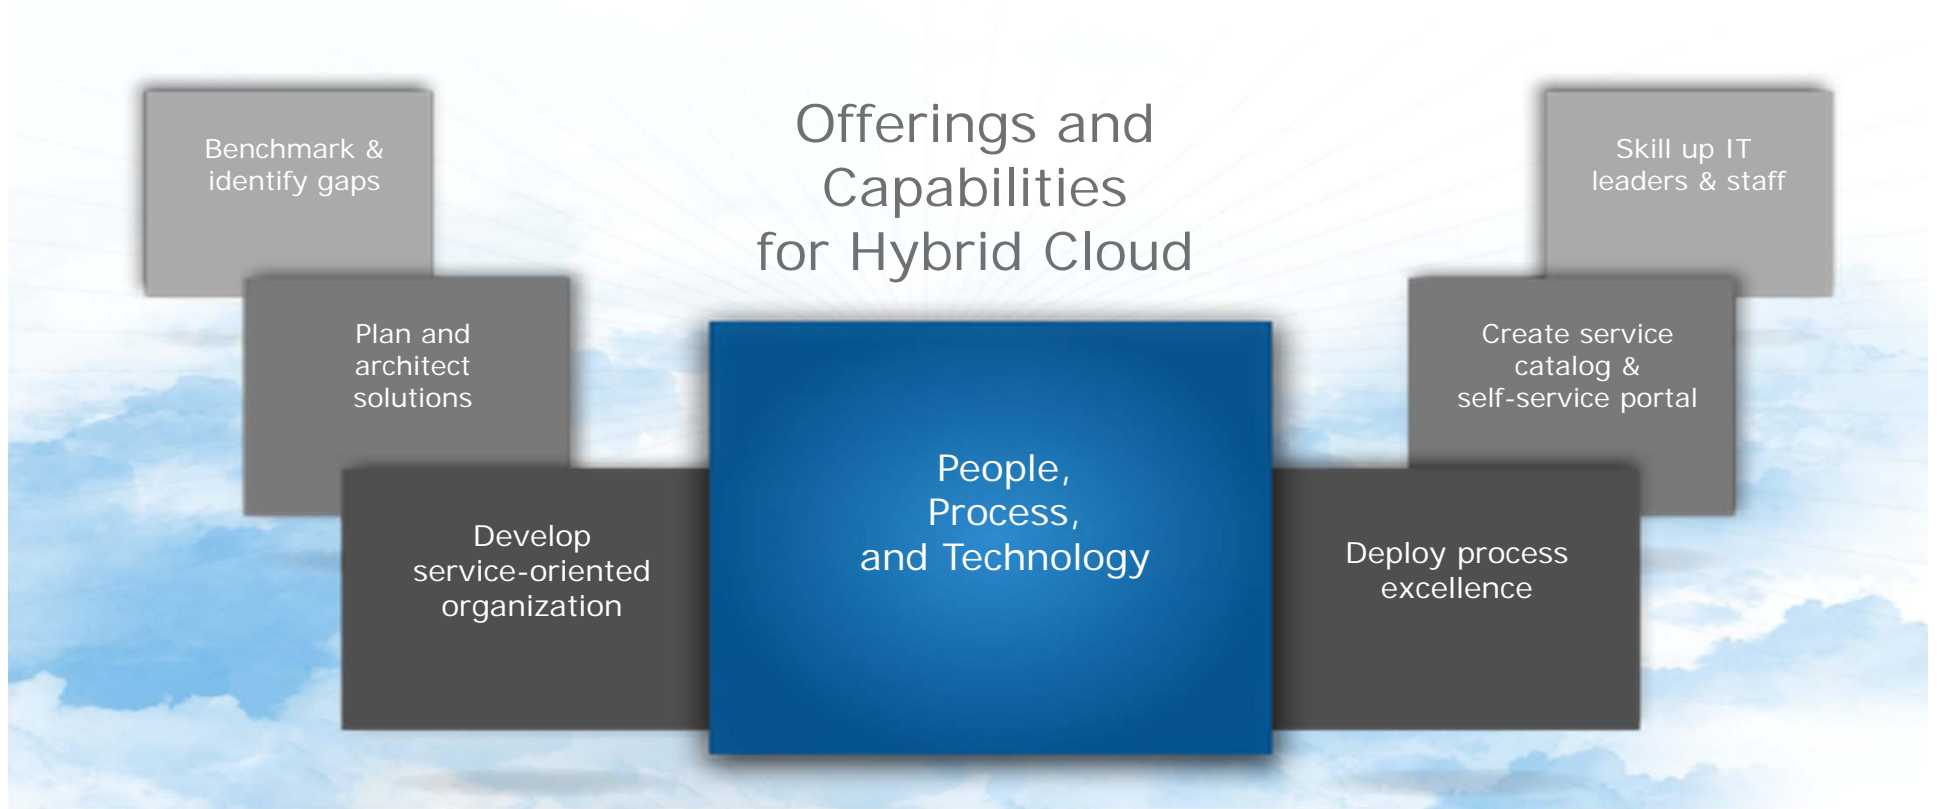 Offerings and
Capabilities
for Hybrid Cloud
Benchmark &
identify gaps
Plan and
architect
solutions
Develop
service-oriented
organization
People,
Process,
and Technology
Skill up IT
leaders & staff
Create service
catalog &
self-service portal
Deploy process
excellence